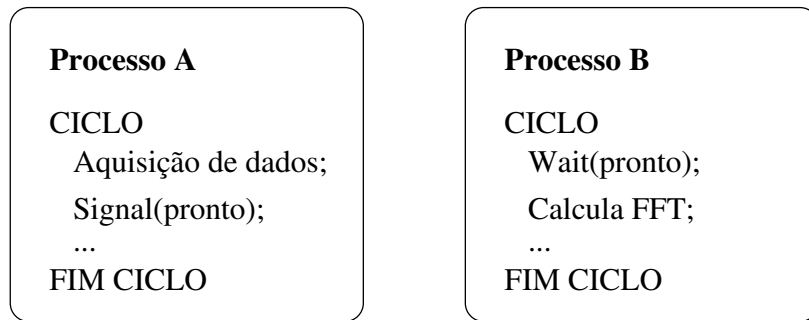 Processo A
CICLO
Aquisição de dados;
Signal(pronto);
...
FIM CICLO
Processo B
CICLO
Wait(pronto);
Calcula FFT;
...
FIM CICLO